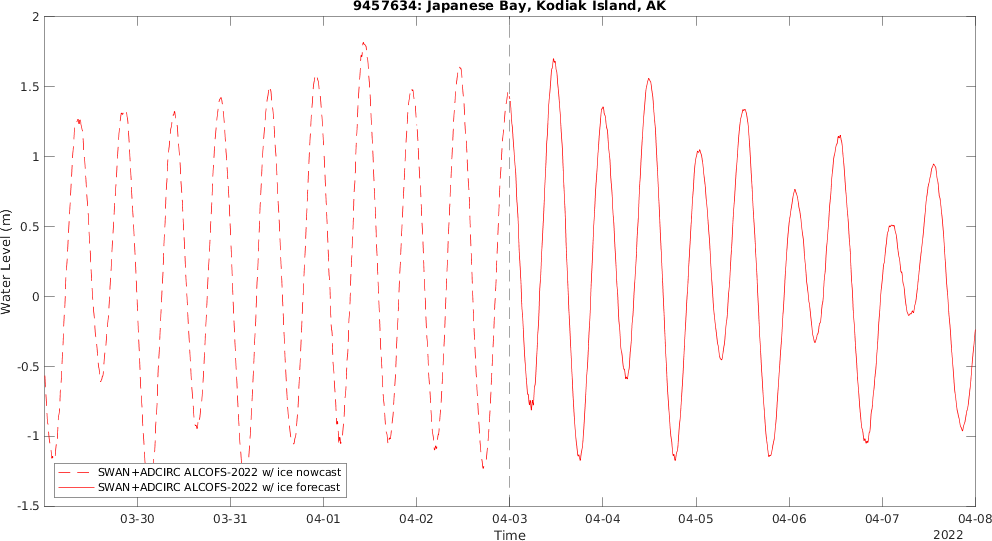 9457634: Japanese Bay, Kodiak Island, AK
2
1.5
1
0.5
0
-0.5
-1
-1.5
Water Level (m)
SWAN+ADCIRC ALCOFS-2022 w/ ice nowcast
SWAN+ADCIRC ALCOFS-2022 w/ ice forecast
03-30 03-31 04-01 04-02 04-03 04-04 04-05 04-06 04-07 04-08
Time
2022